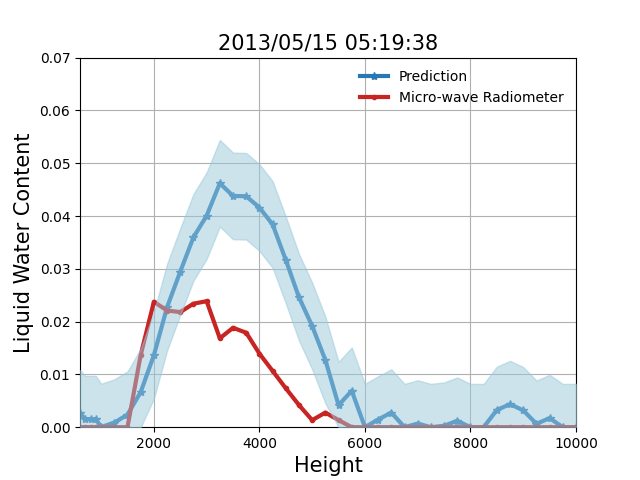 2013/05/15 05:19:38
0.07
0.06
0.05
0.04
0.03
0.02
0.01
0.00
Liquid Water Content
Prediction
Micro-wave Radiometer
2000 4000 6000 8000 10000
Height